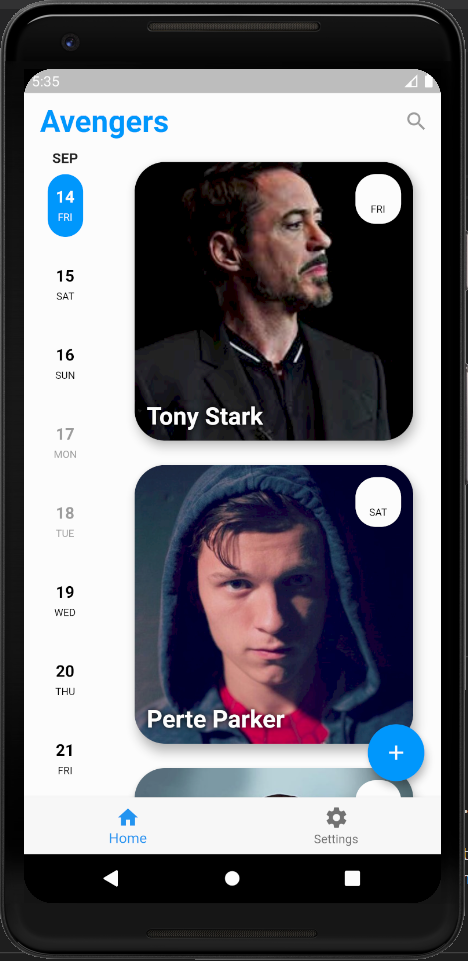 5:35
Avengers
SEP
14
FRI
15
SAT
16
SUN
17
MON
18
TUE
19
WED
20
THU
21
FRI
FRI
Tony Stark
SAT
Perte Parker
+
Home
Settings